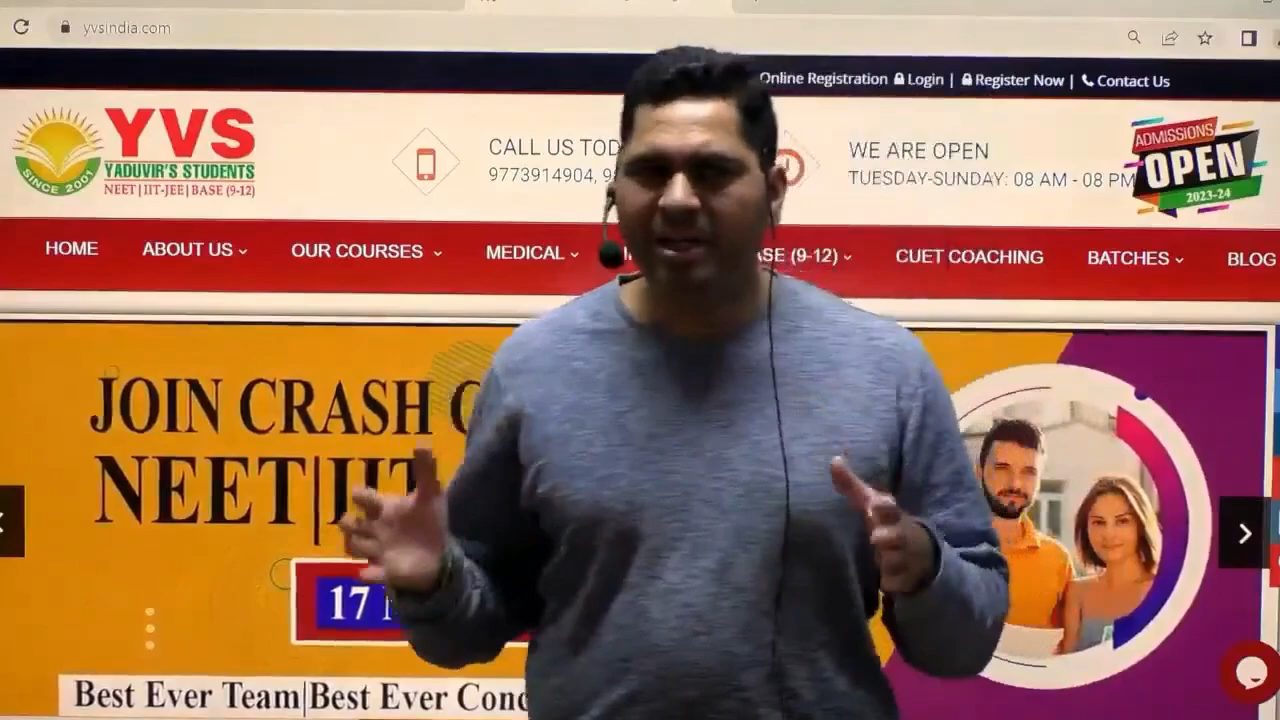 yvsindia.com
Online Registration Login | Register Now | Contact Us
YVS
YADUVIR'S STUDENTS
NEET|IIT-JEE|BASE (9-12)
SINCE 2001
CALL US TOD
9773914904, 9
WE ARE OPEN
TUESDAY-SUNDAY: 08 AM - 08 PM
ADMISSIONS
OPEN
2023-24
HOME ABOUT US OUR COURSES MEDICAL ASE (9-12) CUET COACHING BATCHES BLOG
JOIN CRASH
NEET|IIT
17
Best Ever Team|Best Ever Conc